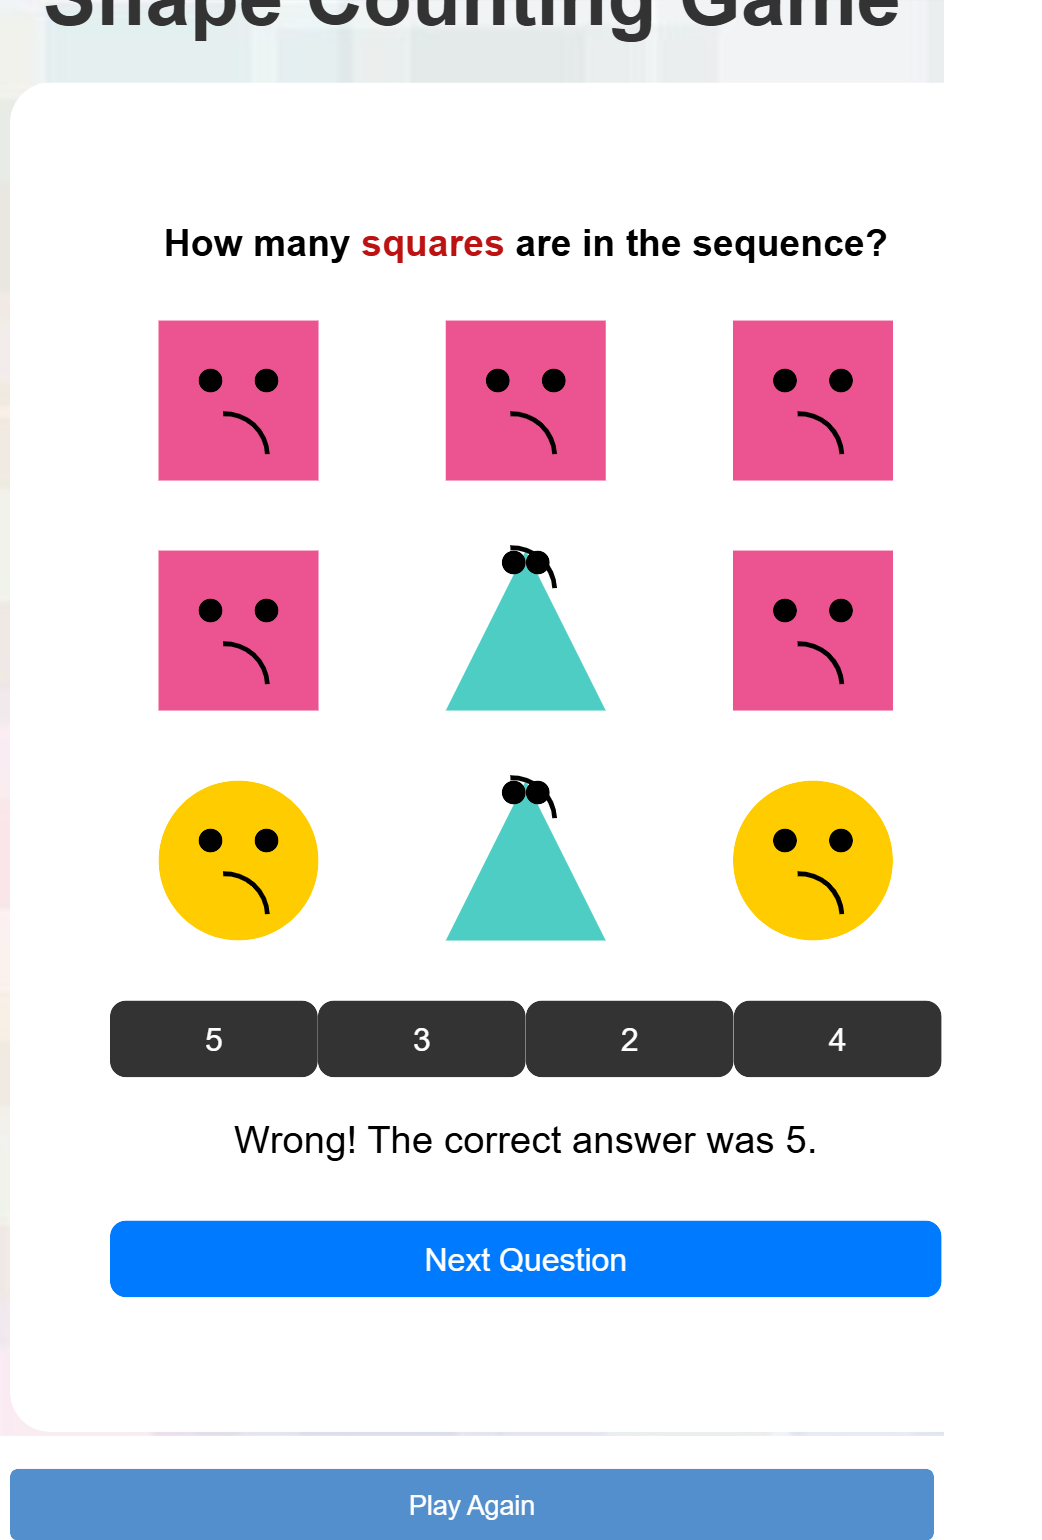 Shape Counting Game
How many squares are in the sequence?
5 3 2 4
Wrong! The correct answer was 5.
Next Question
Play Again